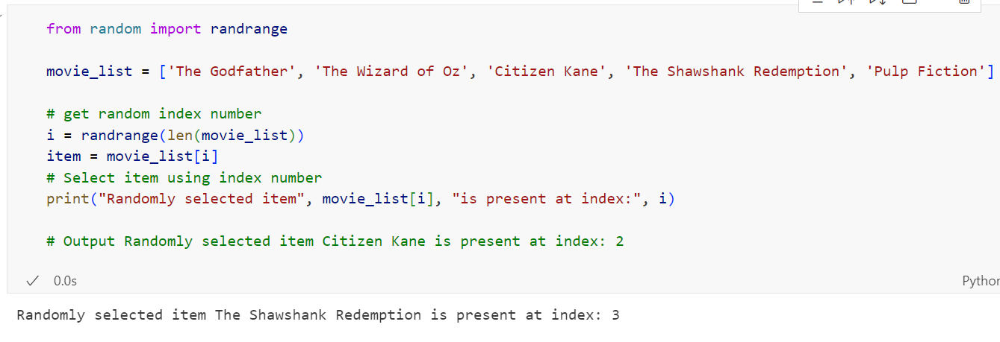 from random import randrange
movie_list = ['The Godfather', 'The Wizard of Oz', 'Citizen Kane', 'The Shawshank Redemption', 'Pulp Fiction']
# get random index number
i = randrange(len(movie_list))
item = movie_list[i]
# Select item using index number
print("Randomly selected item", movie_list[i], "is present at index:", i)
# Output Randomly selected item Citizen Kane is present at index: 2
0.0s
Randomly selected item The Shawshank Redemption is present at index: 3